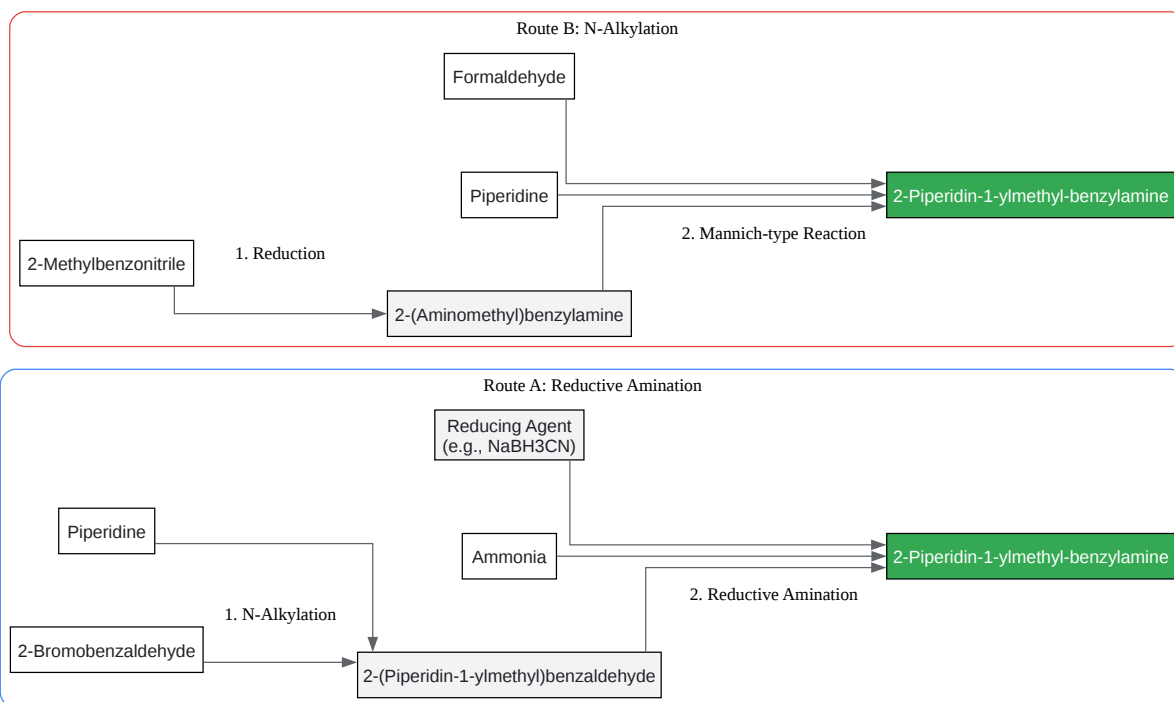 Route B: N-Alkylation
Formaldehyde
Piperidine
2-Piperidin-1-ylmethyl-benzylamine
2. Mannich-type Reaction
1. Reduction
2-Methylbenzonitrile
2-(Aminomethyl)benzylamine
Route A: Reductive Amination
Reducing Agent
(e.g., NaBH3CN)
Piperidine
Ammonia
2-Piperidin-1-ylmethyl-benzylamine
2. Reductive Amination
1. N-Alkylation
2-Bromobenzaldehyde
2-(Piperidin-1-ylmethyl)benzaldehyde